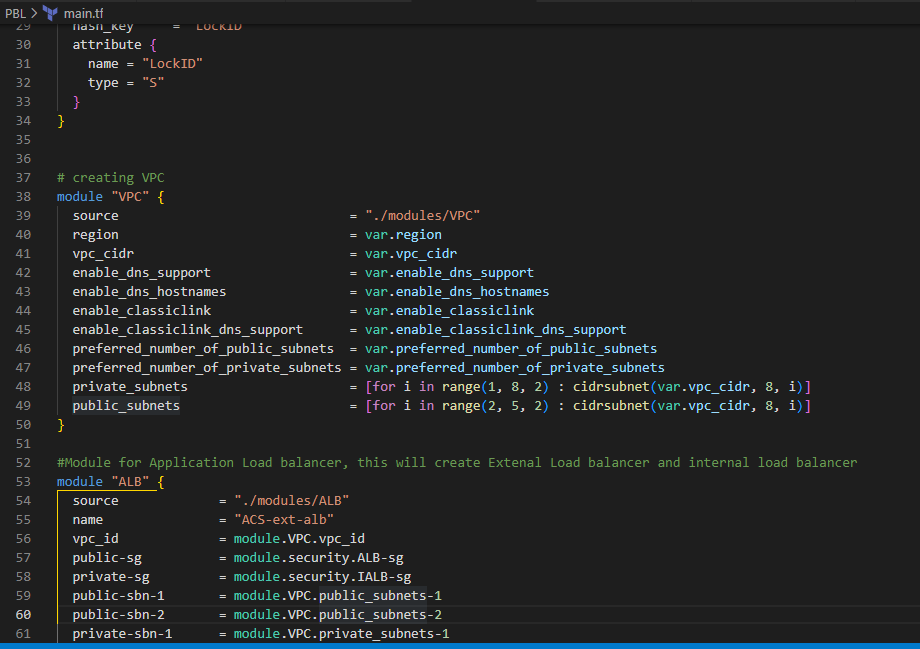 PBL > main.tf
29 hash_key = "LockID"
30 attribute {
31 name = "LockID"
32 type = "S"
33 }
34 }
35
36
37 # creating VPC
38 module "VPC" {
39 source = "./modules/VPC"
40 region = var.region
41 vpc_cidr = var.vpc_cidr
42 enable_dns_support = var.enable_dns_support
43 enable_dns_hostnames = var.enable_dns_hostnames
44 enable_classiclink = var.enable_classiclink
45 enable_classiclink_dns_support = var.enable_classiclink_dns_support
46 preferred_number_of_public_subnets = var.preferred_number_of_public_subnets
47 preferred_number_of_private_subnets = var.preferred_number_of_private_subnets
48 private_subnets = [for i in range(1, 8, 2) : cidrsubnet(var.vpc_cidr, 8, i)]
49 public_subnets = [for i in range(2, 5, 2) : cidrsubnet(var.vpc_cidr, 8, i)]
50 }
51
52 #Module for Application Load balancer, this will create Extenal Load balancer and internal load balancer
53 module "ALB" {
54 source = "./modules/ALB"
55 name = "ACS-ext-alb"
56 vpc_id = module.VPC.vpc_id
57 public-sg = module.security.ALB-sg
58 private-sg = module.security.IALB-sg
59 public-sbn-1 = module.VPC.public_subnets-1
60 public-sbn-2 = module.VPC.public_subnets-2
61 private-sbn-1 = module.VPC.private_subnets-1